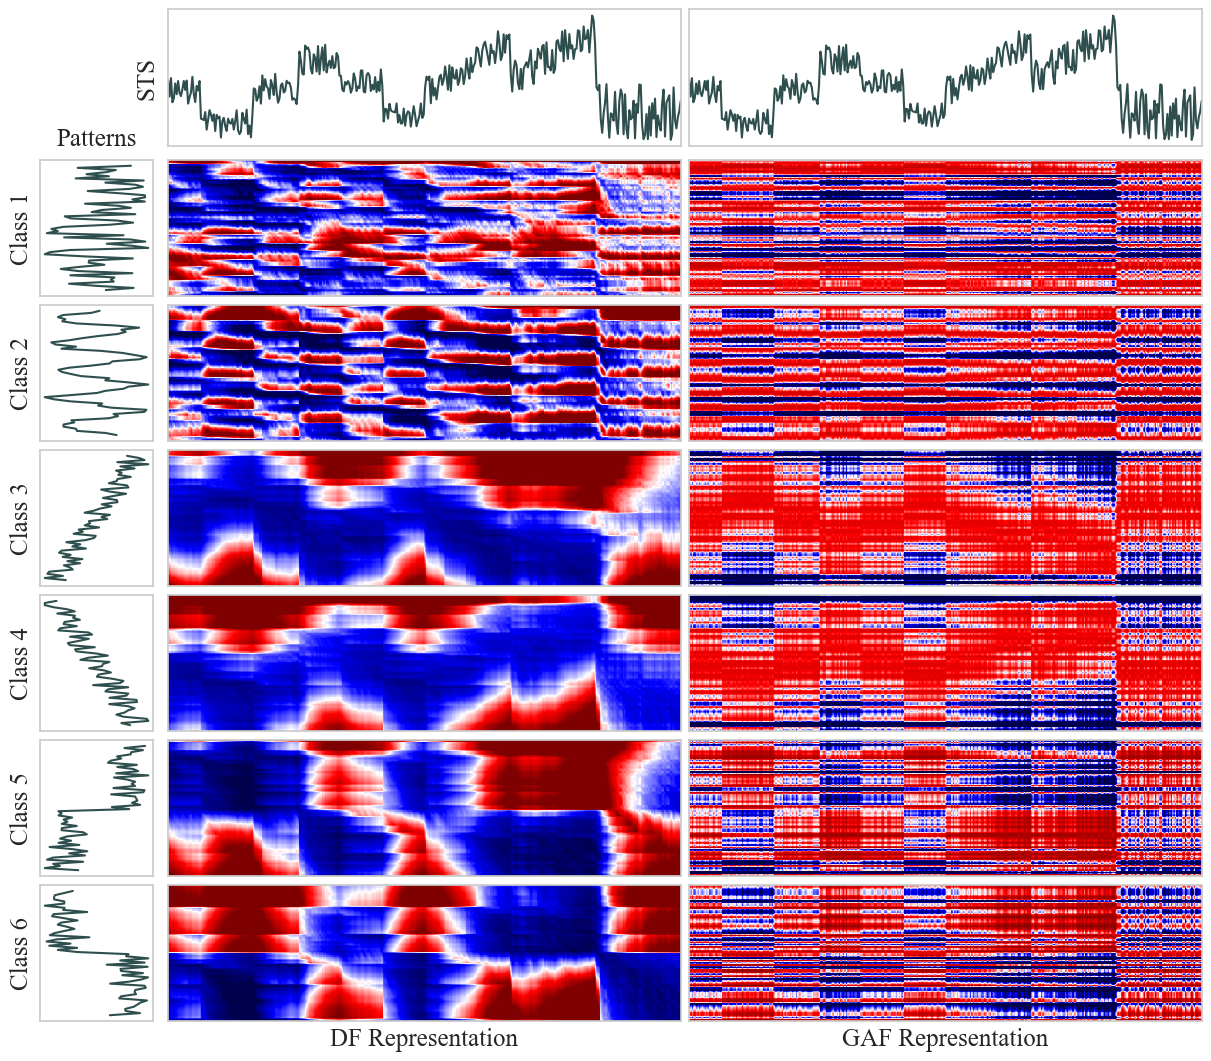 STS
Patterns
Class 1
Class 2
Class 3
Class 4
Class 5
Class 6
DF Representation
GAF Representation